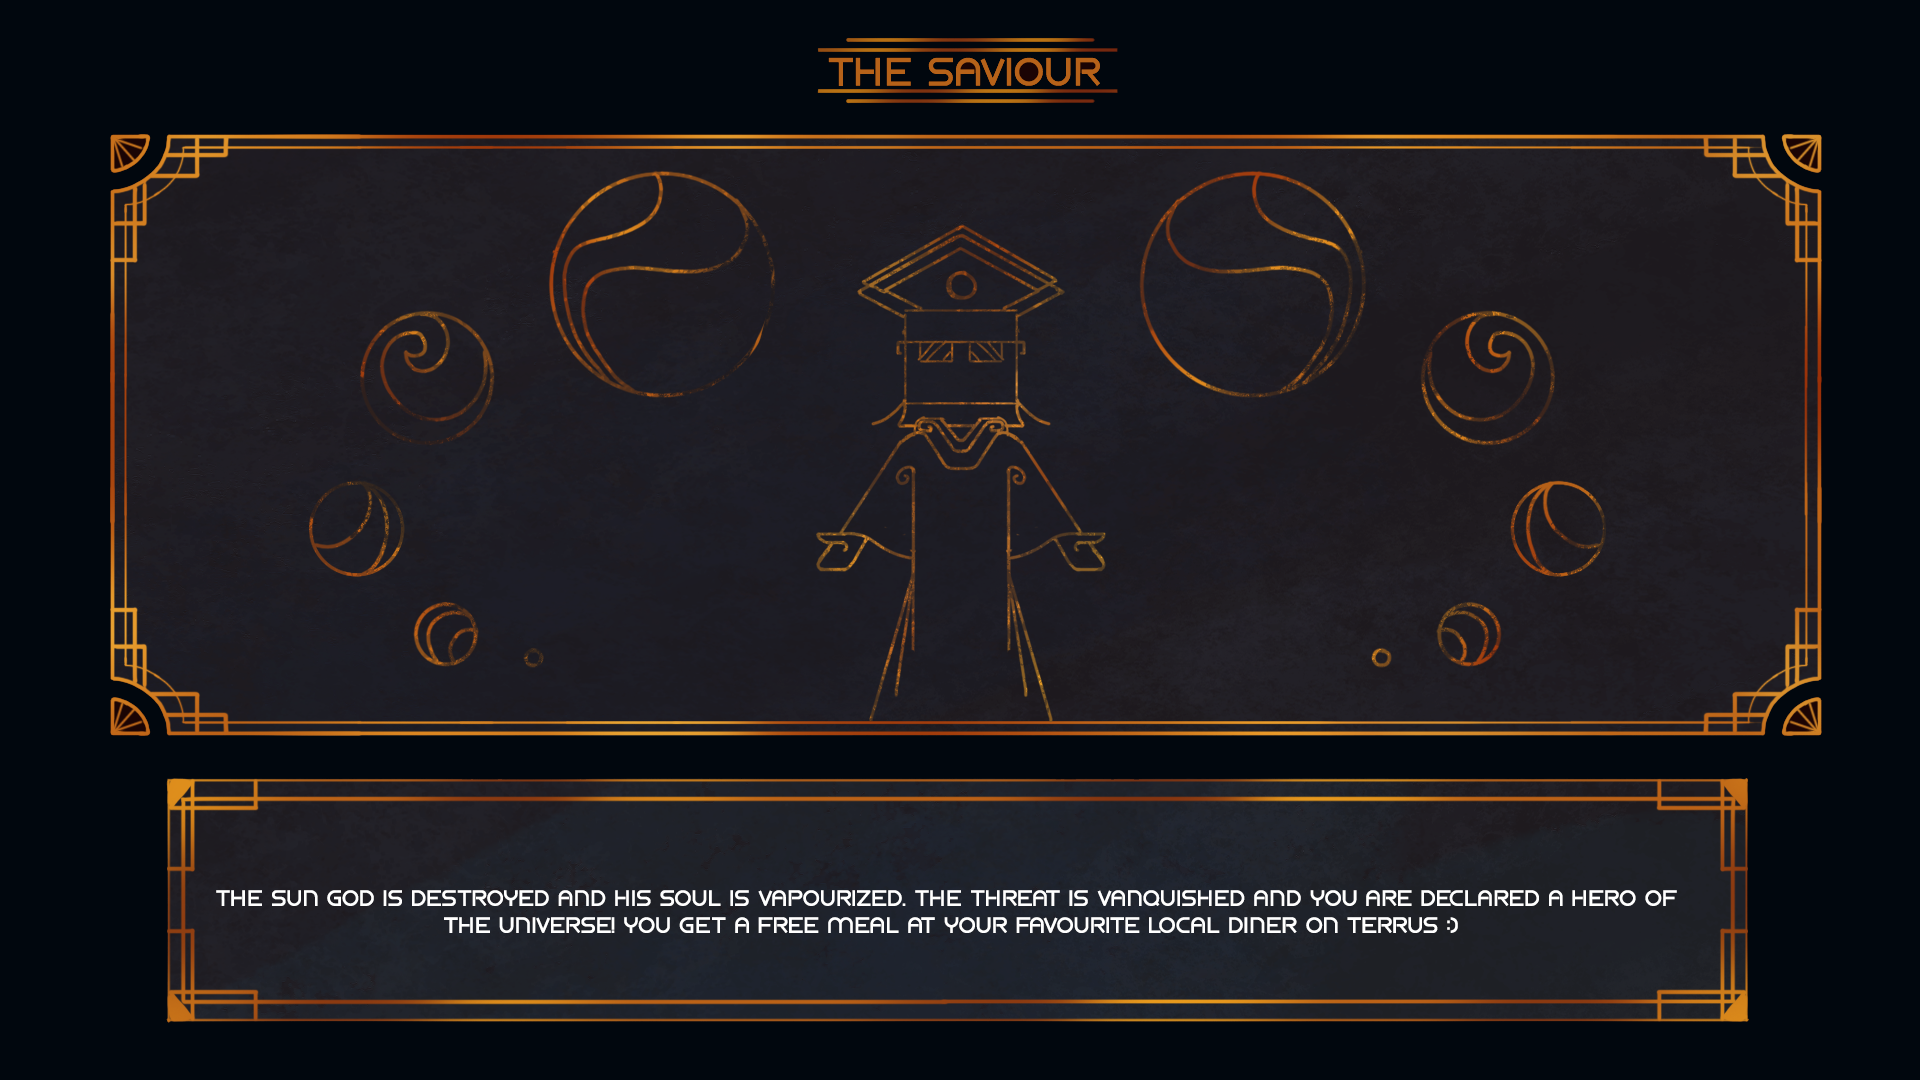 THE SAVIOUR
THE SUN GOD IS DESTROYED AND HIS SOUL IS VAPOURIZED. THE THREAT IS VANQUISHED AND YOU ARE DECLARED A HERO OF
THE UNIVERSE! YOU GET A FREE MEAL AT YOUR FAVOURITE LOCAL DINER ON TERRUS :)